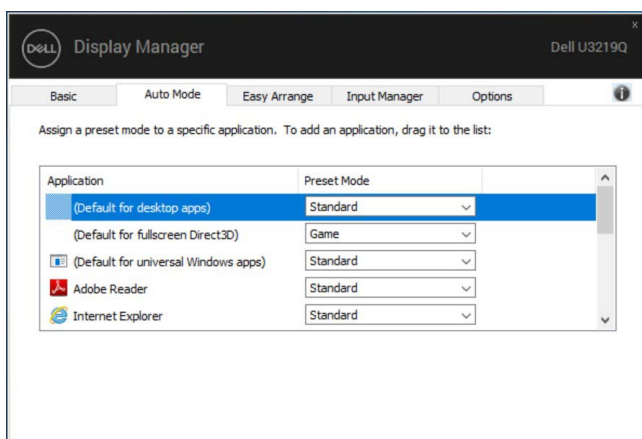 x
DELL Display Manager Dell U3219Q
Basic Auto Mode Easy Arrange Input Manager Options
Assign a preset mode to a specific application. To add an application, drag it to the list:
Application Preset Mode
(Default for desktop apps) Standard
(Default for fullscreen Direct3D) Game
(Default for universal Windows apps) Standard
Adobe Reader Standard
Internet Explorer Standard